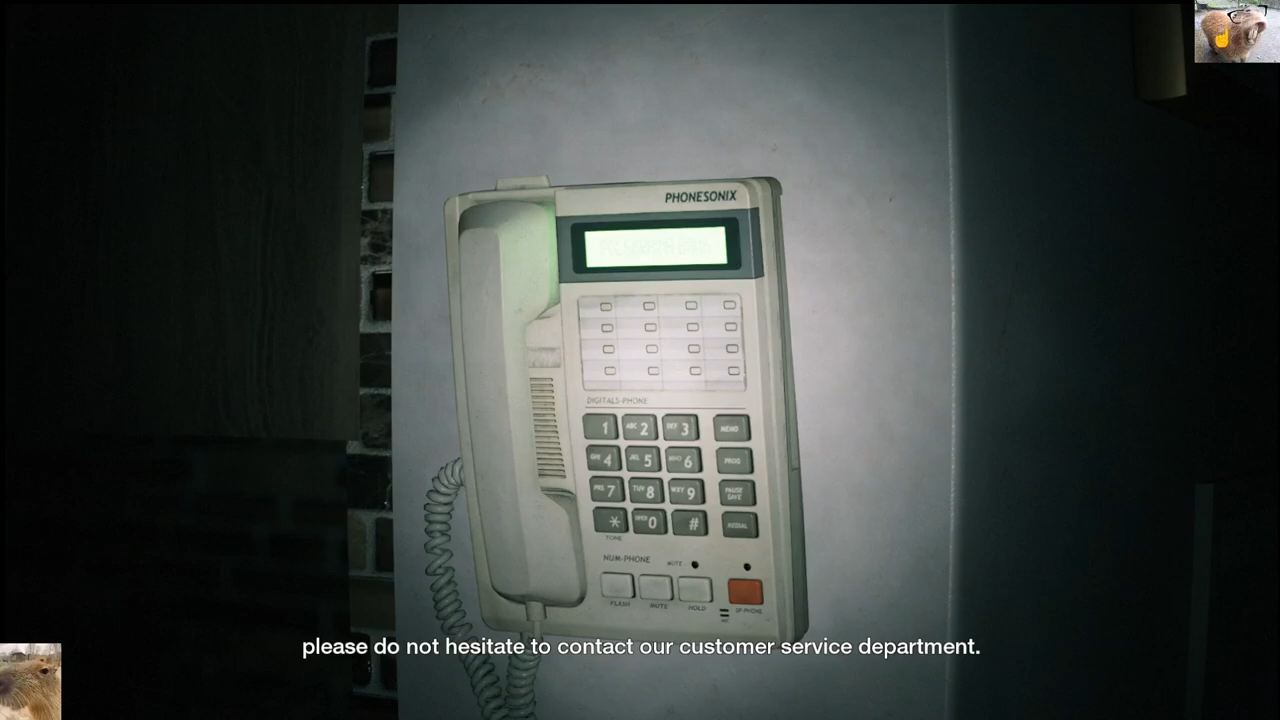 PHONESONIX
DIGITALS-PHONE
1 ABC 2 DEF 3 MEMO
GHI 4 JKL 5 MNO 6 PROG
7 TUV 8 WXY 9 PAUSE
SAVE
* OPER 0 # REDIAL
TONE
NUM-PHONE MUTE
FLASH MUTE HOLD SP-PHONE
please do not hesitate to contact our customer service department.